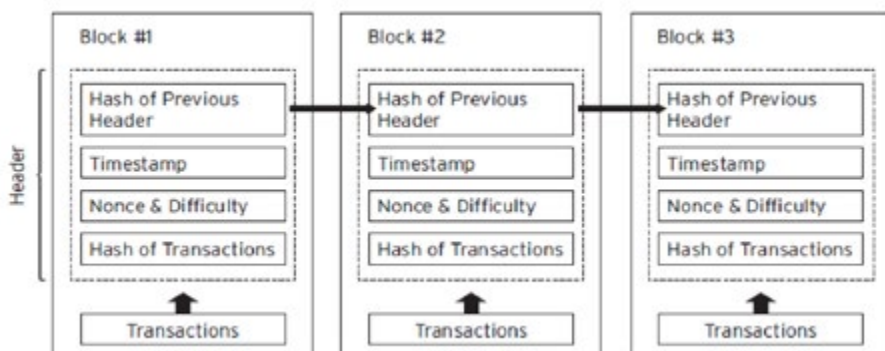 Block #1
Hash of Previous
Header
Timestamp
Nonce & Difficulty
Hash of Transactions
Transactions
Block #2
Hash of Previous
Header
Timestamp
Nonce & Difficulty
Hash of Transactions
Transactions
Block #3
Hash of Previous
Header
Timestamp
Nonce & Difficulty
Hash of Transactions
Transactions
Header